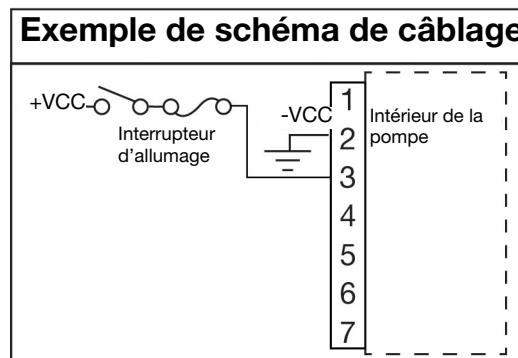 Exemple de schéma de câblage
+VCC
Interrupteur
d'allumage
-VCC
1
2
3
4
5
6
7
Intérieur de la
pompe